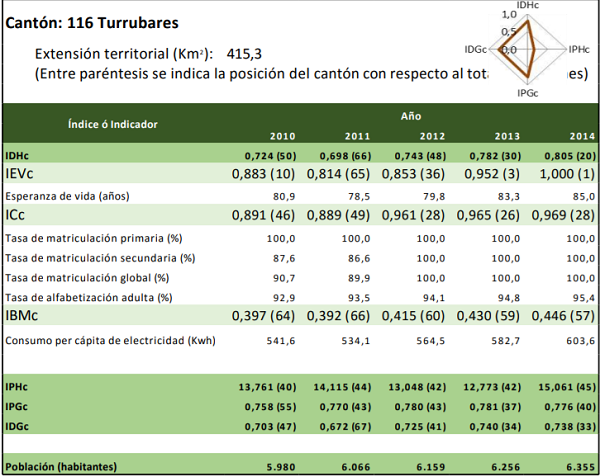 Cantón: 116 Turrubares
Extensión territorial (Km²): 415,3
(Entre paréntesis se indica la posición del cantón con respecto al
IDHc
1,0
0,5
0,0
IDGc
IPHc
IPGc
Índice ó Indicador Año
2010 2011 2012 2013 2014
IDHc 0,724 (50) 0,698 (66) 0,743 (48) 0,782 (30) 0,805 (20)
IEVc 0,883 (10) 0,814 (65) 0,853 (36) 0,952 (3) 1,000 (1)
Esperanza de vida (años) 80,9 78,5 79,8 83,3 85,0
ICc 0,891 (46) 0,889 (49) 0,961 (28) 0,965 (26) 0,969 (28)
Tasa de matriculación primaria (%) 100,0 100,0 100,0 100,0 100,0
Tasa de matriculación secundaria (%) 87,6 86,6 100,0 100,0 100,0
Tasa de matriculación global (%) 90,7 89,9 100,0 100,0 100,0
Tasa de alfabetización adulta (%) 92,9 93,5 94,1 94,8 95,4
IBMc 0,397 (64) 0,392 (66) 0,415 (60) 0,430 (59) 0,446 (57)
Consumo per cápita de electricidad (Kwh) 541,6 534,1 564,5 582,7 603,6
IPHc 13,761 (40) 14,115 (44) 13,048 (42) 12,773 (42) 15,061 (45)
IPGc 0,758 (55) 0,770 (43) 0,780 (43) 0,781 (37) 0,776 (40)
IDGc 0,703 (47) 0,672 (67) 0,725 (41) 0,740 (34) 0,738 (33)
Población (habitantes) 5.980 6.066 6.159 6.256 6.355